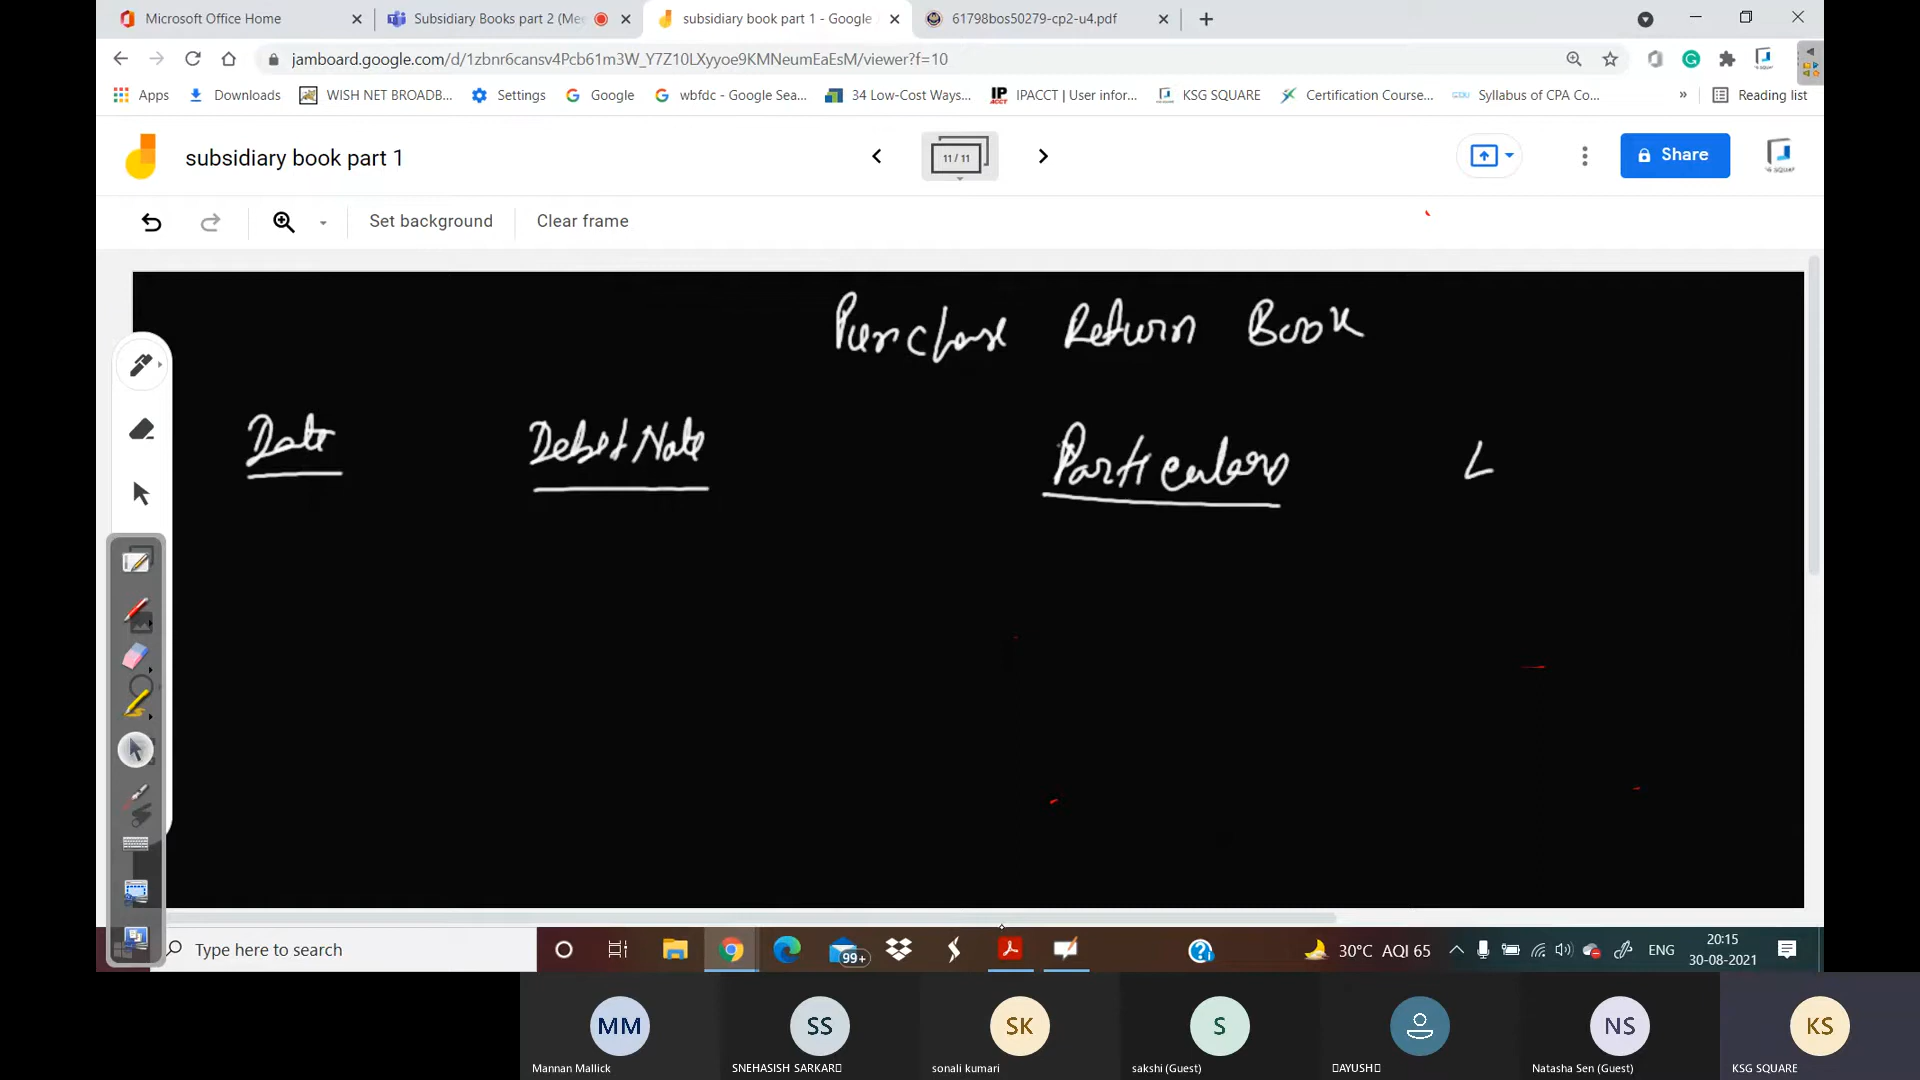 Microsoft Office Home
Subsidiary Books part 2 (Mee
subsidiary book part 1 - Google
61798bos50279-cp2-u4.pdf
jamboard.google.com/d/1zbnr6cansv4Pcb61m3W_Y7Z10LXyyoe9KMNeumEaEsM/viewer?f=10
Apps
Downloads
WISH NET BROADB...
Settings
Google
wbfdc - Google Sea...
34 Low-Cost Ways...
IPACCT | User infor...
KSG SQUARE
Certification Course...
Syllabus of CPA Co...
»
Reading list
subsidiary book part 1
11 / 11
Share
Set background
Clear frame
Purchase Return Book
Date
Debit Note
Particulars
L
Type here to search
99+
30°C AQI 65
ENG
20:15
30-08-2021
MM
SS
SK
S
NS
KS
Mannan Mallick
SNEHASISH SARKAR
sonali kumari
sakshi (Guest)
AYUSH
Natasha Sen (Guest)
KSG SQUARE